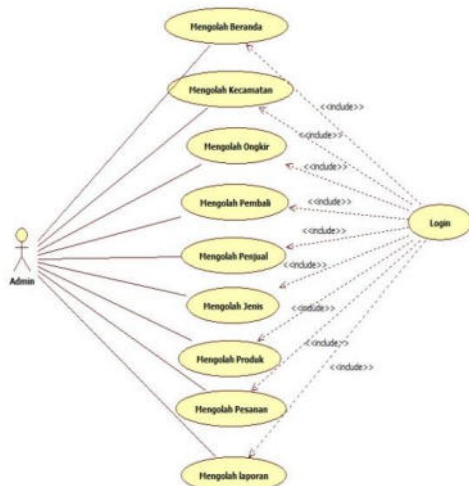 Mengolah Beranda
Mengolah Kecamatan
<<include>>
<<include>>
Mengolah Ongkir
<<include>>
Mengolah Pembali
<<include>>
Login
<<include>>
Mengolah Penjual
<<include>>
Admin
Mengolah Jenis
<<include>>
Mengolah Produk
<<include>>
<<include>>
Mengolah Pesanan
Mengolah laporan